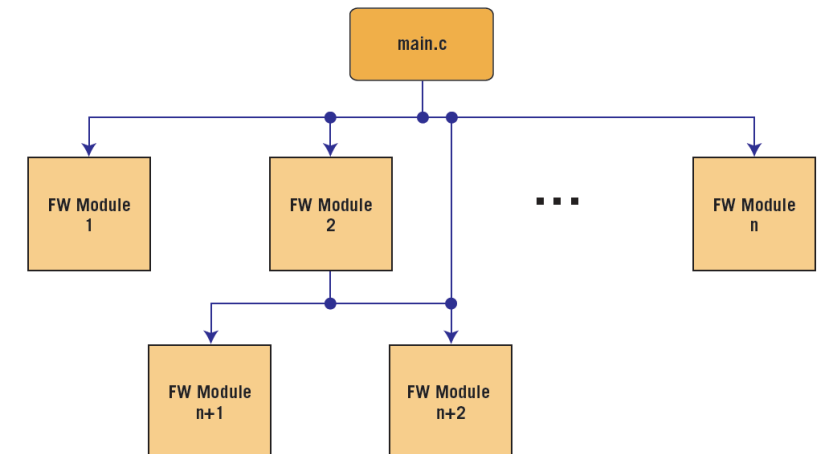 main.c
FW Module
1
FW Module
2
...
FW Module
n
FW Module
n+1
FW Module
n+2